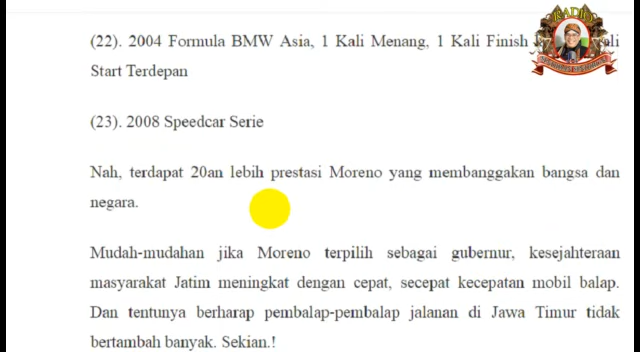 (22). 2004 Formula BMW Asia, 1 Kali Menang, 1 Kali Finish
Start Terdepan
(23). 2008 Speedcar Serie
Nah, terdapat 20an lebih prestasi Moreno yang membanggakan bangsa dan
negara.
Mudah-mudahan jika Moreno terpilih sebagai gubernur, kesejahteraan
masyarakat Jatim meningkat dengan cepat, secepat kecepatan mobil balap.
Dan tentunya berharap pembalap-pembalap jalanan di Jawa Timur tidak
bertambah banyak. Sekian.!
RADIO